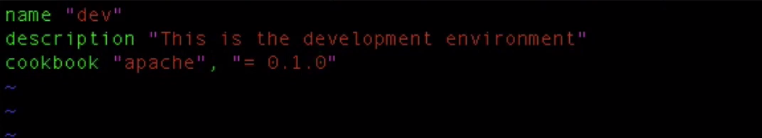 name "dev"
description "This is the development environment"
cookbook "apache", "= 0.1.0"
~
~
~